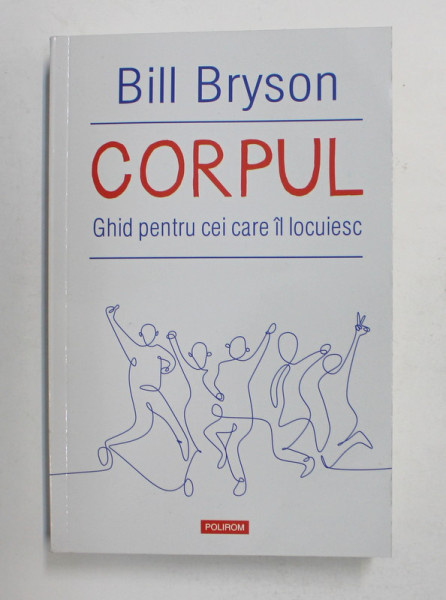 Bill Bryson
CORPUL
Ghid pentru cei care îl locuiesc
POLIROM